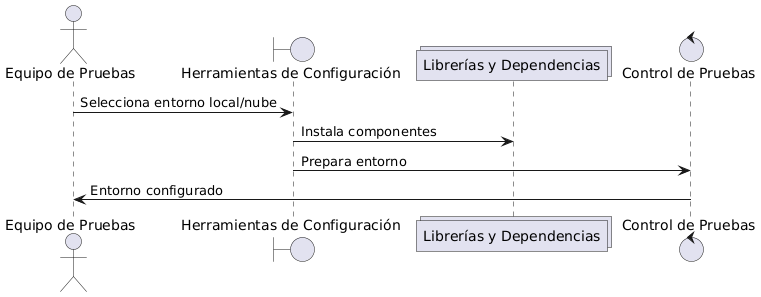 Equipo de Pruebas
Herramientas de Configuración
Librerías y Dependencias
Control de Pruebas
Selecciona entorno local/nube
Instala componentes
Prepara entorno
Entorno configurado
Equipo de Pruebas
Herramientas de Configuración
Librerías y Dependencias
Control de Pruebas